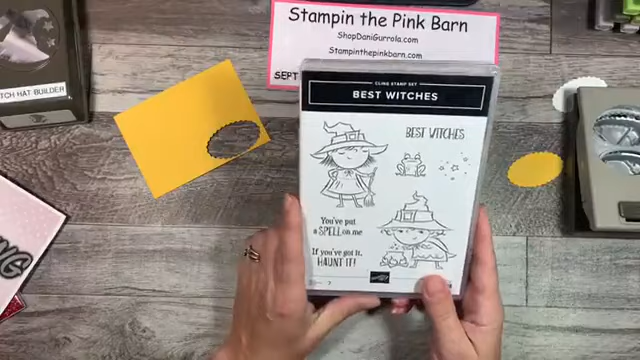 Stampin the Pink Barn
ShopDaniGurrola.com
Stampinthepinkbarn.com
SEPT
CLING STAMP SET
BEST WITCHES
BEST WITCHES
You've put
a SPELL on me
If you've got it,
HAUNT IT!
TCH HAT BUILDER
NG